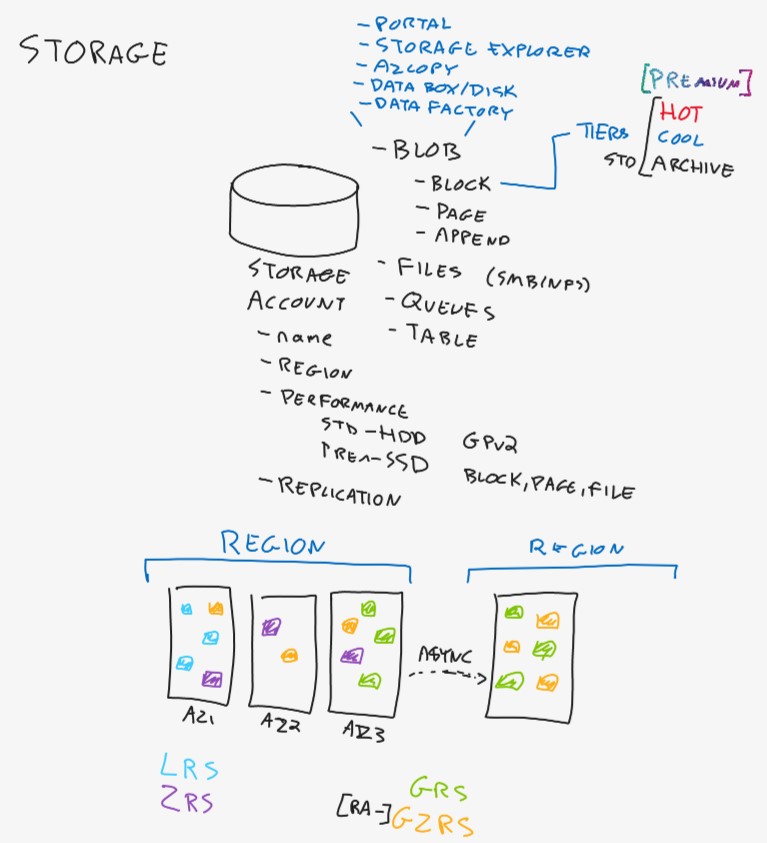 STORAGE
- PORTAL
- STORAGE EXPLORER
- AZCOPY
- DATA BOX/DISK
- DATA FACTORY
- BLOB
- BLOCK
- PAGE
- APPEND
TIERS
[PREMIUM]
HOT
COOL
STD ARCHIVE
- FILES (SMB/NFS)
- QUEUES
- TABLE
STORAGE
ACCOUNT
- name
- REGION
- PERFORMANCE
STD-HDD GPv2
PREM-SSD BLOCK, PAGE, FILE
- REPLICATION
REGION
REGION
ASYNC
AZ1
AZ2
AZ3
LRS
ZRS
GRS
[RA-] GZRS